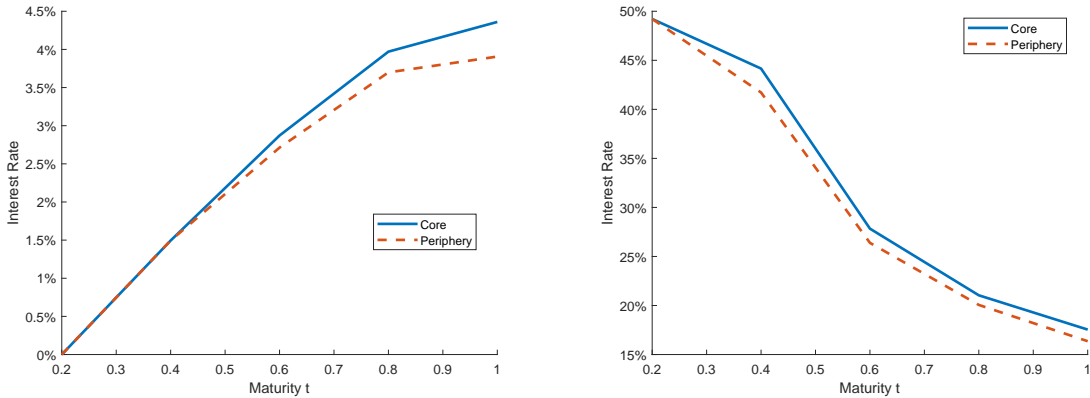 4.5%
4%
3.5%
3%
2.5%
2%
1.5%
1%
0.5%
0%
Interest Rate
0.2 0.3 0.4 0.5 0.6 0.7 0.8 0.9 1
Maturity t
Core
Periphery
50%
45%
40%
35%
30%
25%
20%
15%
Interest Rate
0.2 0.3 0.4 0.5 0.6 0.7 0.8 0.9 1
Maturity t
Core
Periphery